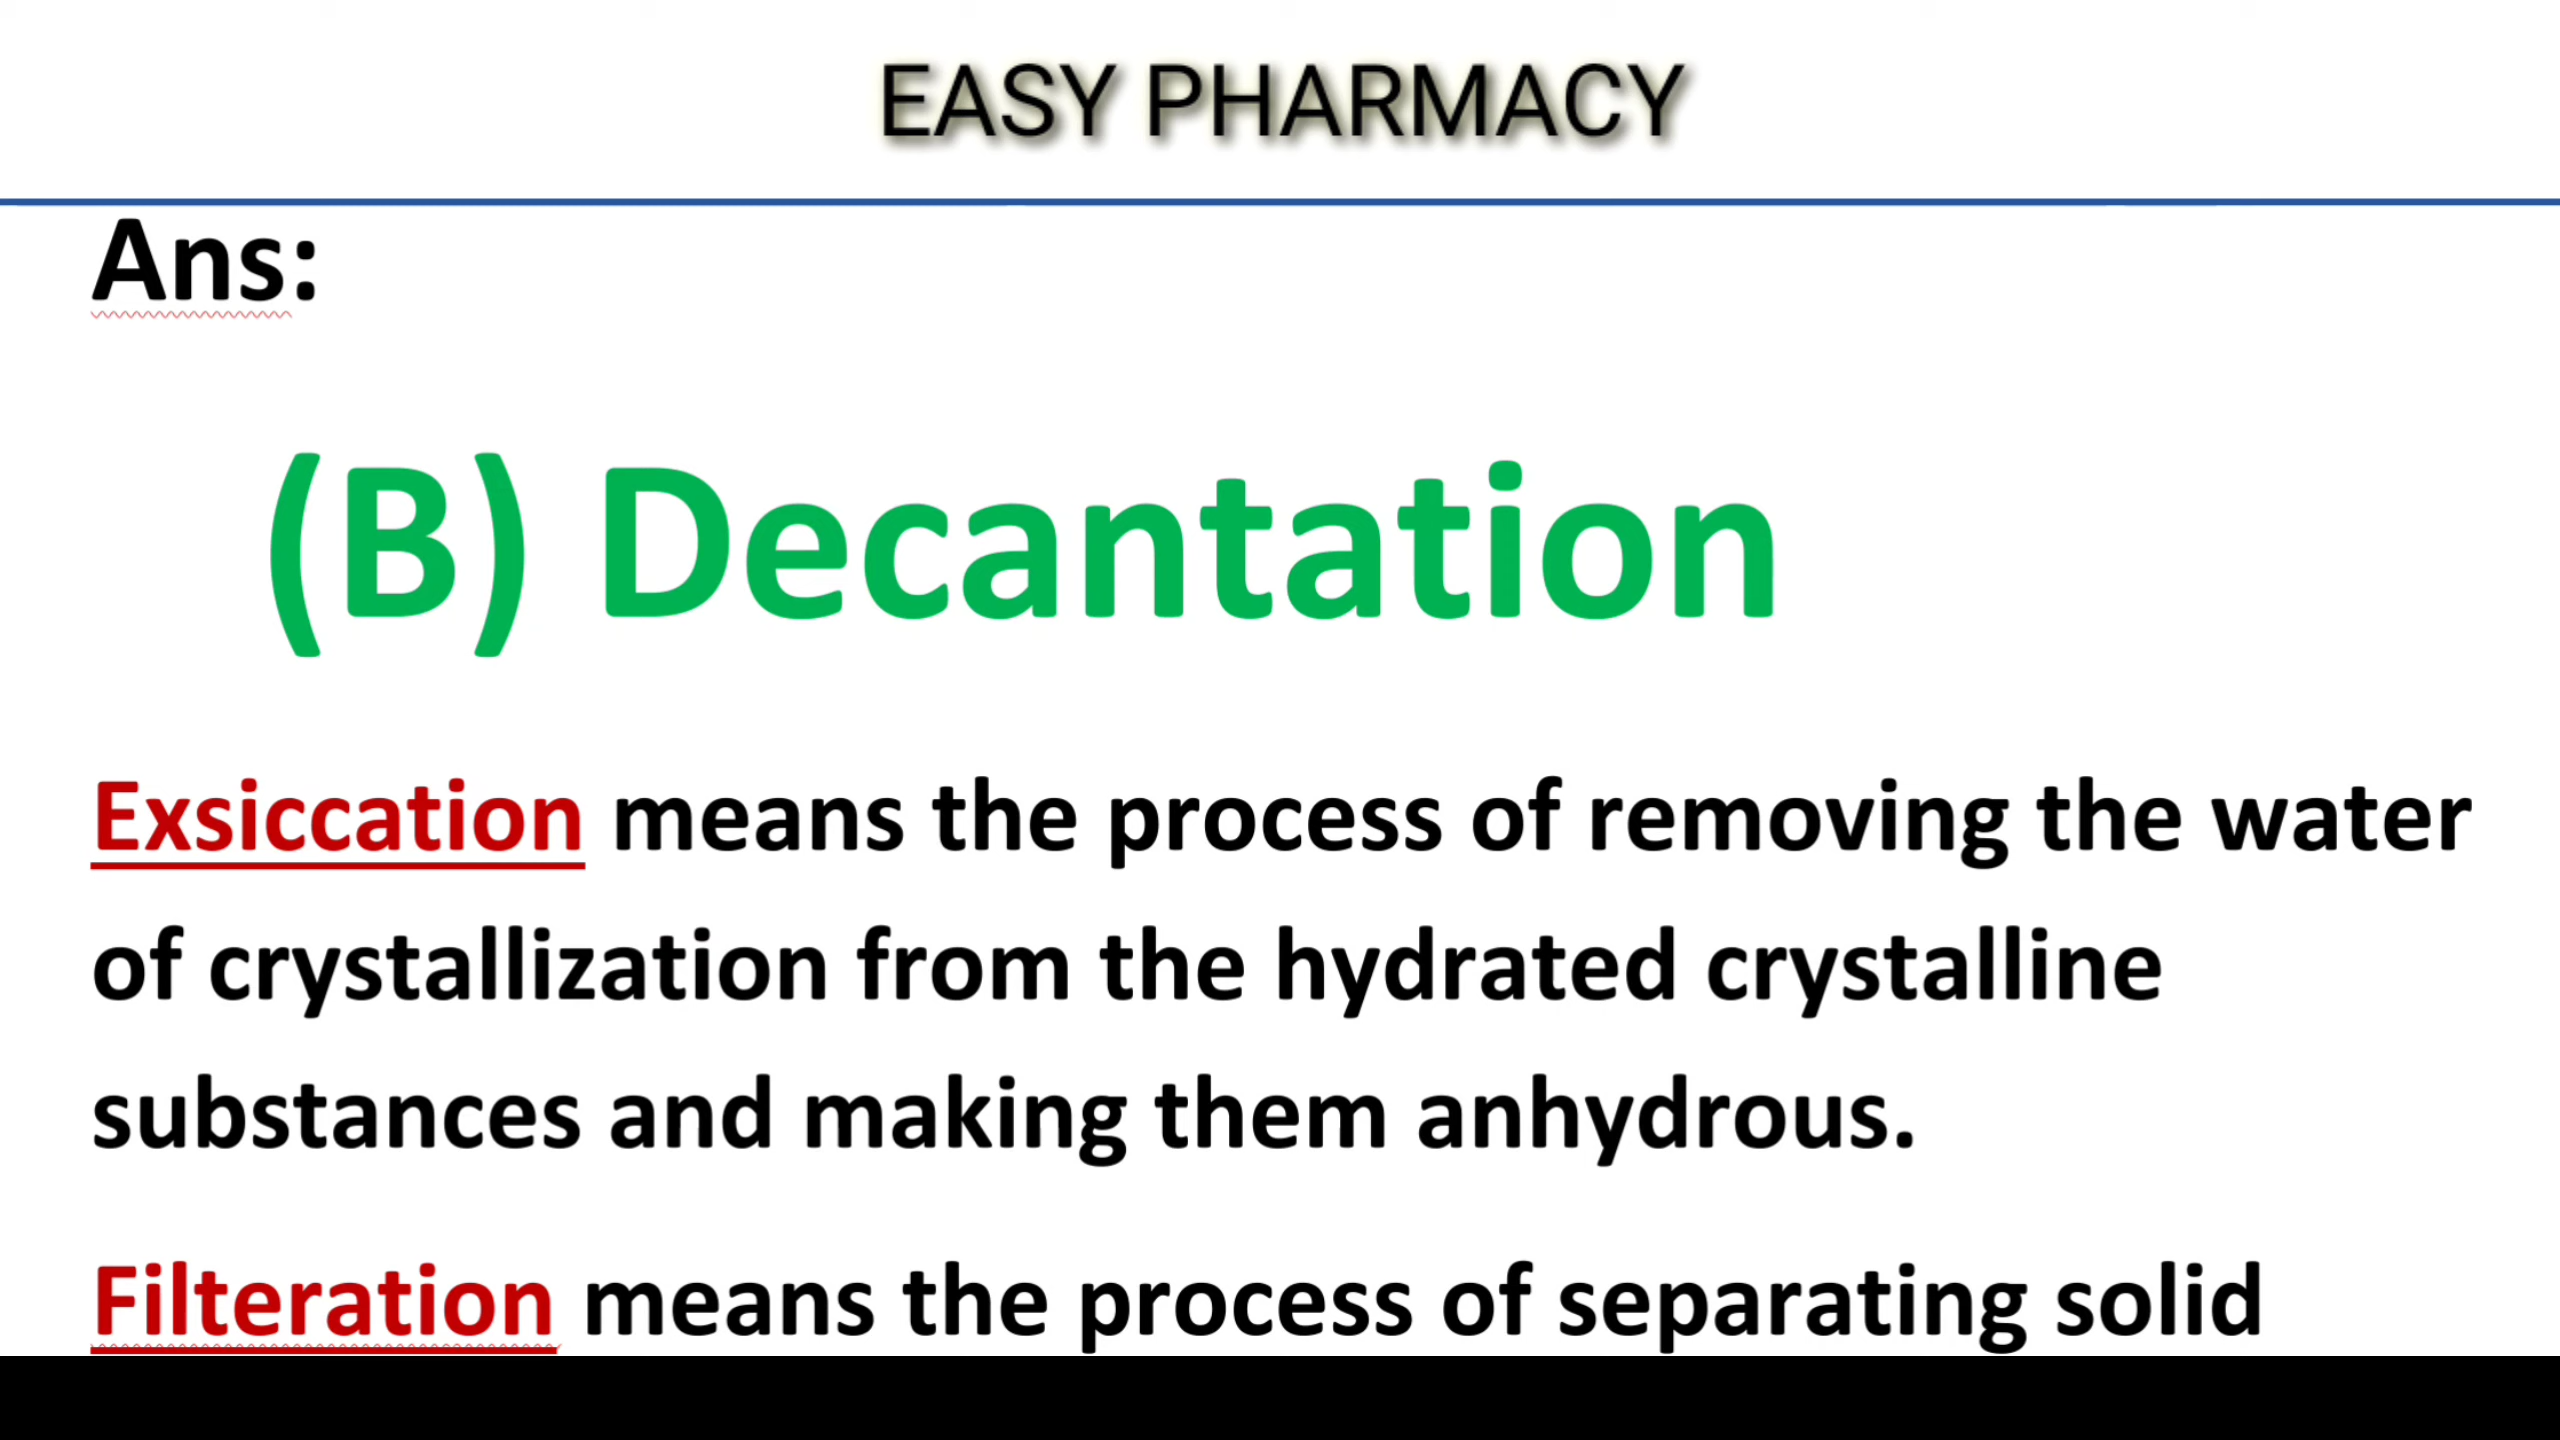 EASY PHARMACY
Ans:
(B) Decantation
Exsiccation means the process of removing the water
of crystallization from the hydrated crystalline
substances and making them anhydrous.
Filteration means the process of separating solid